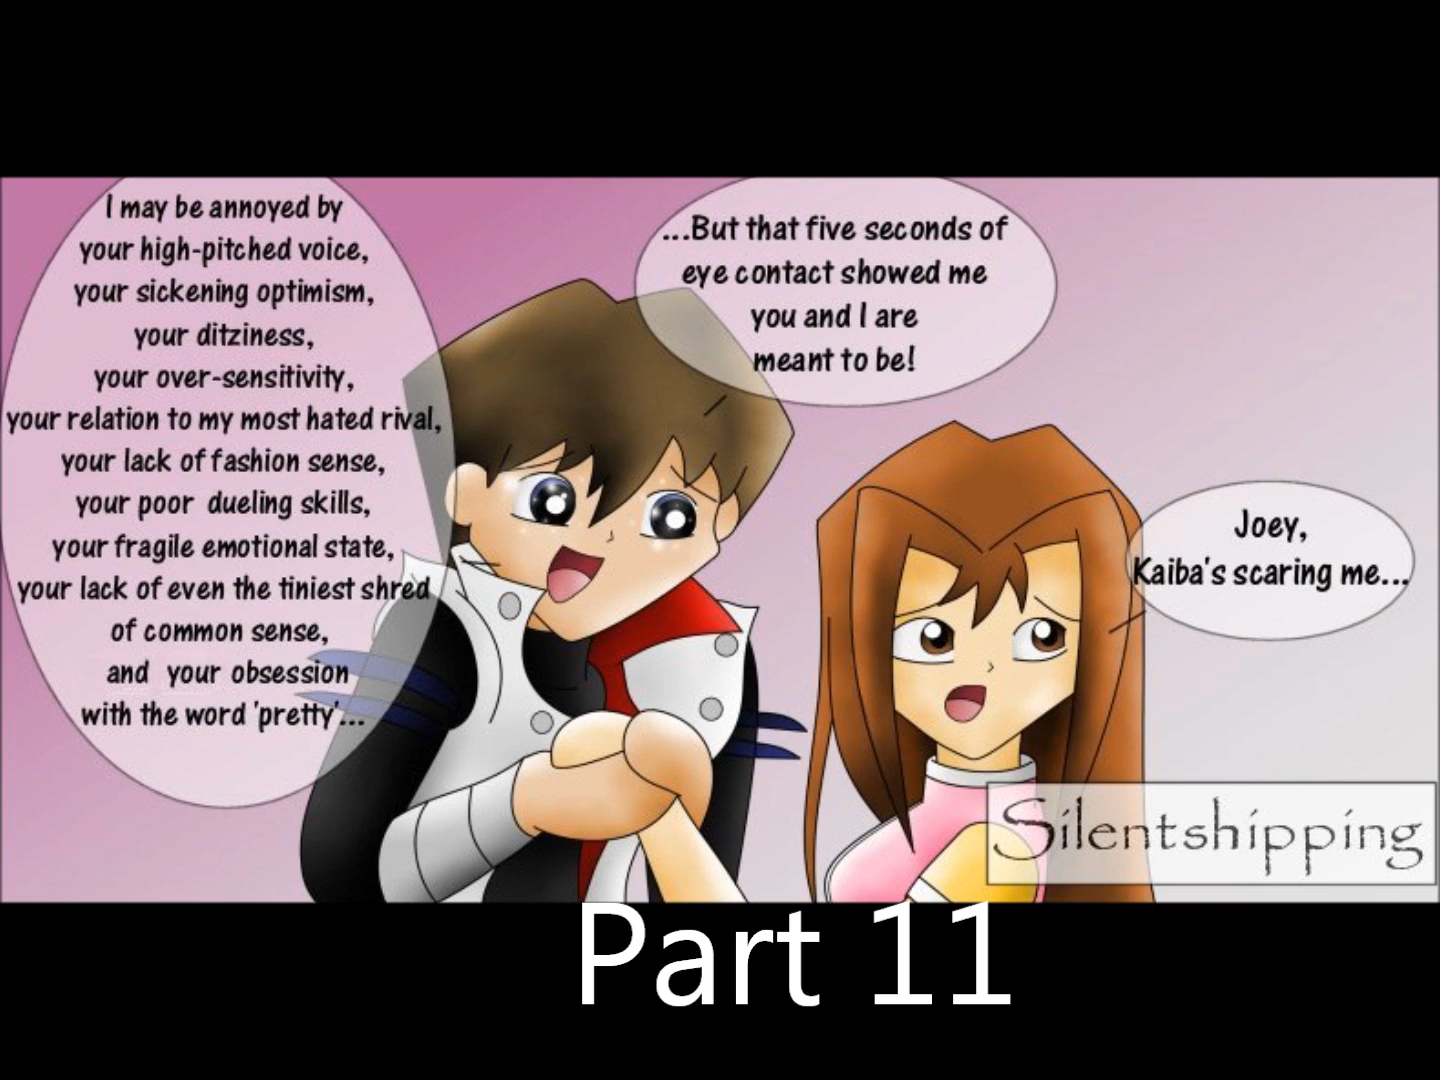 I may be annoyed by
your high-pitched voice,
your sickening optimism,
your ditziness,
your over-sensitivity,
your relation to my most hated rival,
your lack of fashion sense,
your poor dueling skills,
your fragile emotional state,
your lack of even the tiniest shred
of common sense,
and your obsession
with the word 'pretty'...
...But that five seconds of
eye contact showed me
you and I are
meant to be!
Joey,
Kaiba's scaring me...
Silentshipping
Part 11